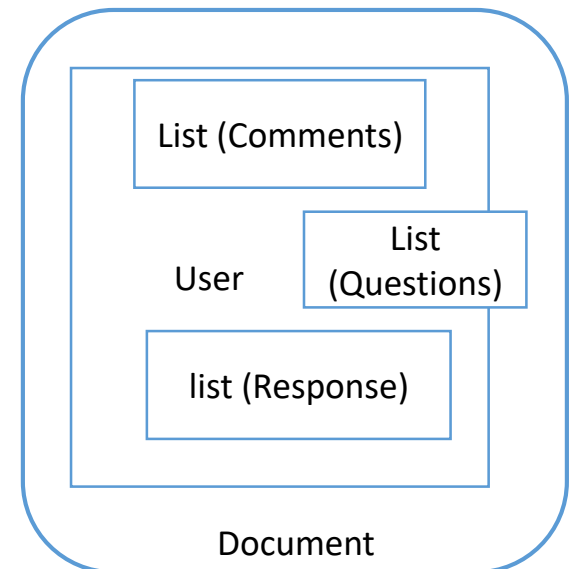 List (Comments)
List
(Questions)
User
list (Response)
Document